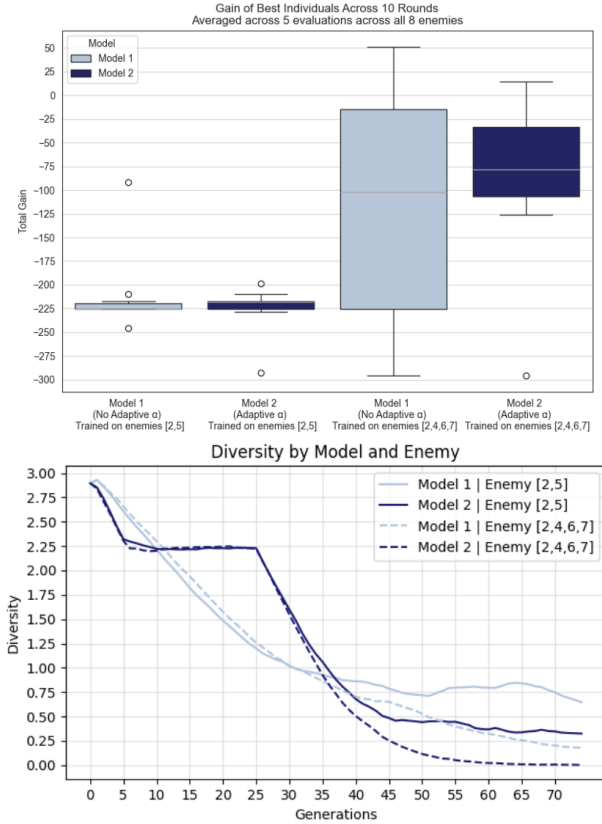 Gain of Best Individuals Across 10 Rounds
Averaged across 5 evaluations across all 8 enemies
Model
Model 1
Model 2
Total Gain
50
25
0
−25
−50
−75
−100
−125
−150
−175
−200
−225
−250
−275
−300
Model 1
(No Adaptive α)
Trained on enemies [2,5]
Model 2
(Adaptive α)
Trained on enemies [2,5]
Model 1
(No Adaptive α)
Trained on enemies [2,4,6,7]
Model 2
(Adaptive α)
Trained on enemies [2,4,6,7]
Diversity by Model and Enemy
Model 1 | Enemy [2,5]
Model 2 | Enemy [2,5]
Model 1 | Enemy [2,4,6,7]
Model 2 | Enemy [2,4,6,7]
Diversity
3.00
2.75
2.50
2.25
2.00
1.75
1.50
1.25
1.00
0.75
0.50
0.25
0.00
0 5 10 15 20 25 30 35 40 45 50 55 60 65 70
Generations